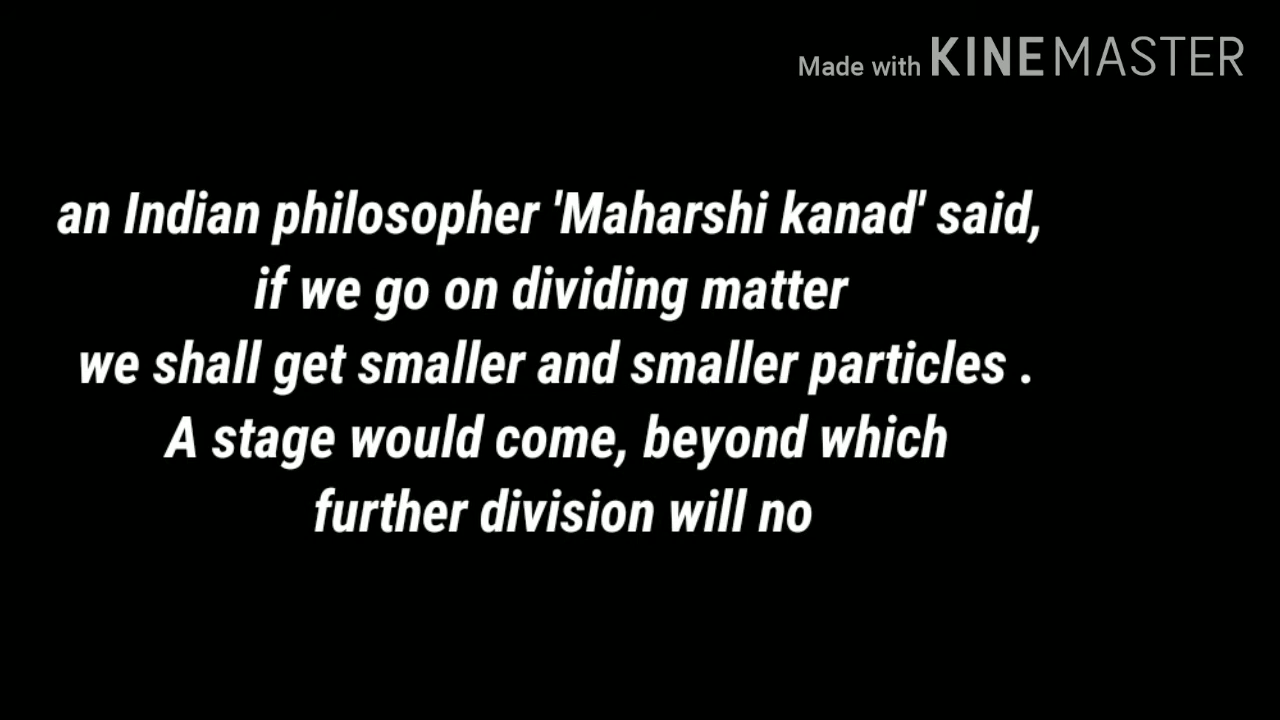 Made with KINEMASTER
an Indian philosopher 'Maharshi kanad' said,
if we go on dividing matter
we shall get smaller and smaller particles .
A stage would come, beyond which
further division will no